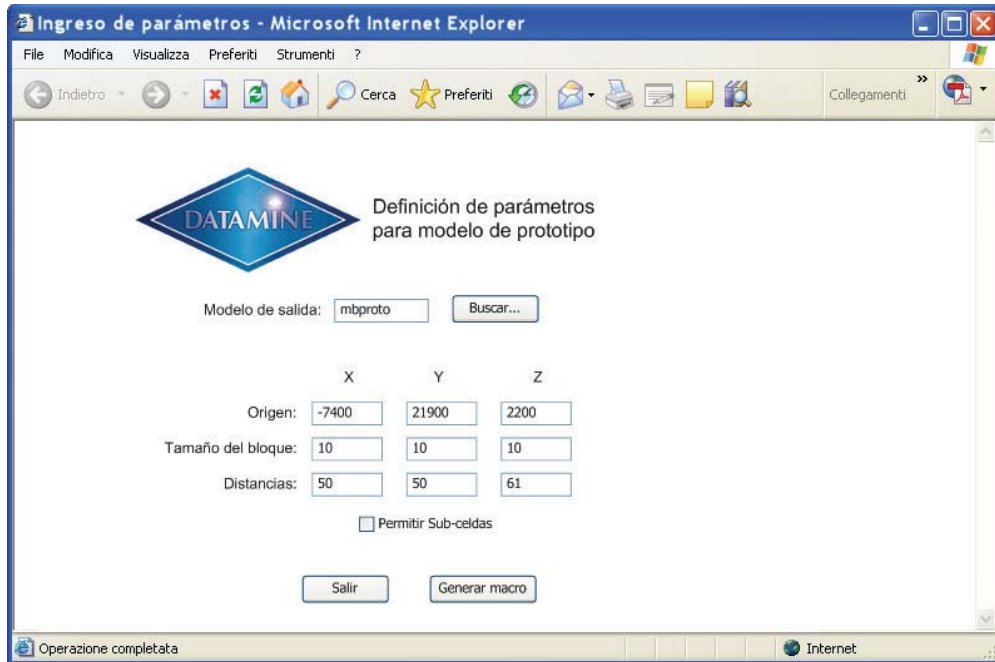 Ingreso de parámetros - Microsoft Internet Explorer
File Modifica Visualizza Preferiti Strumenti ?
Indietro Cerca Preferiti Collegamenti »
DATAMINE
Definición de parámetros
para modelo de prototipo
Modelo de salida: mbproto Buscar...
X Y Z
Origen: -7400 21900 2200
Tamaño del bloque: 10 10 10
Distancias: 50 50 61
Permitir Sub-celdas
Salir Generar macro
Operazione completata Internet